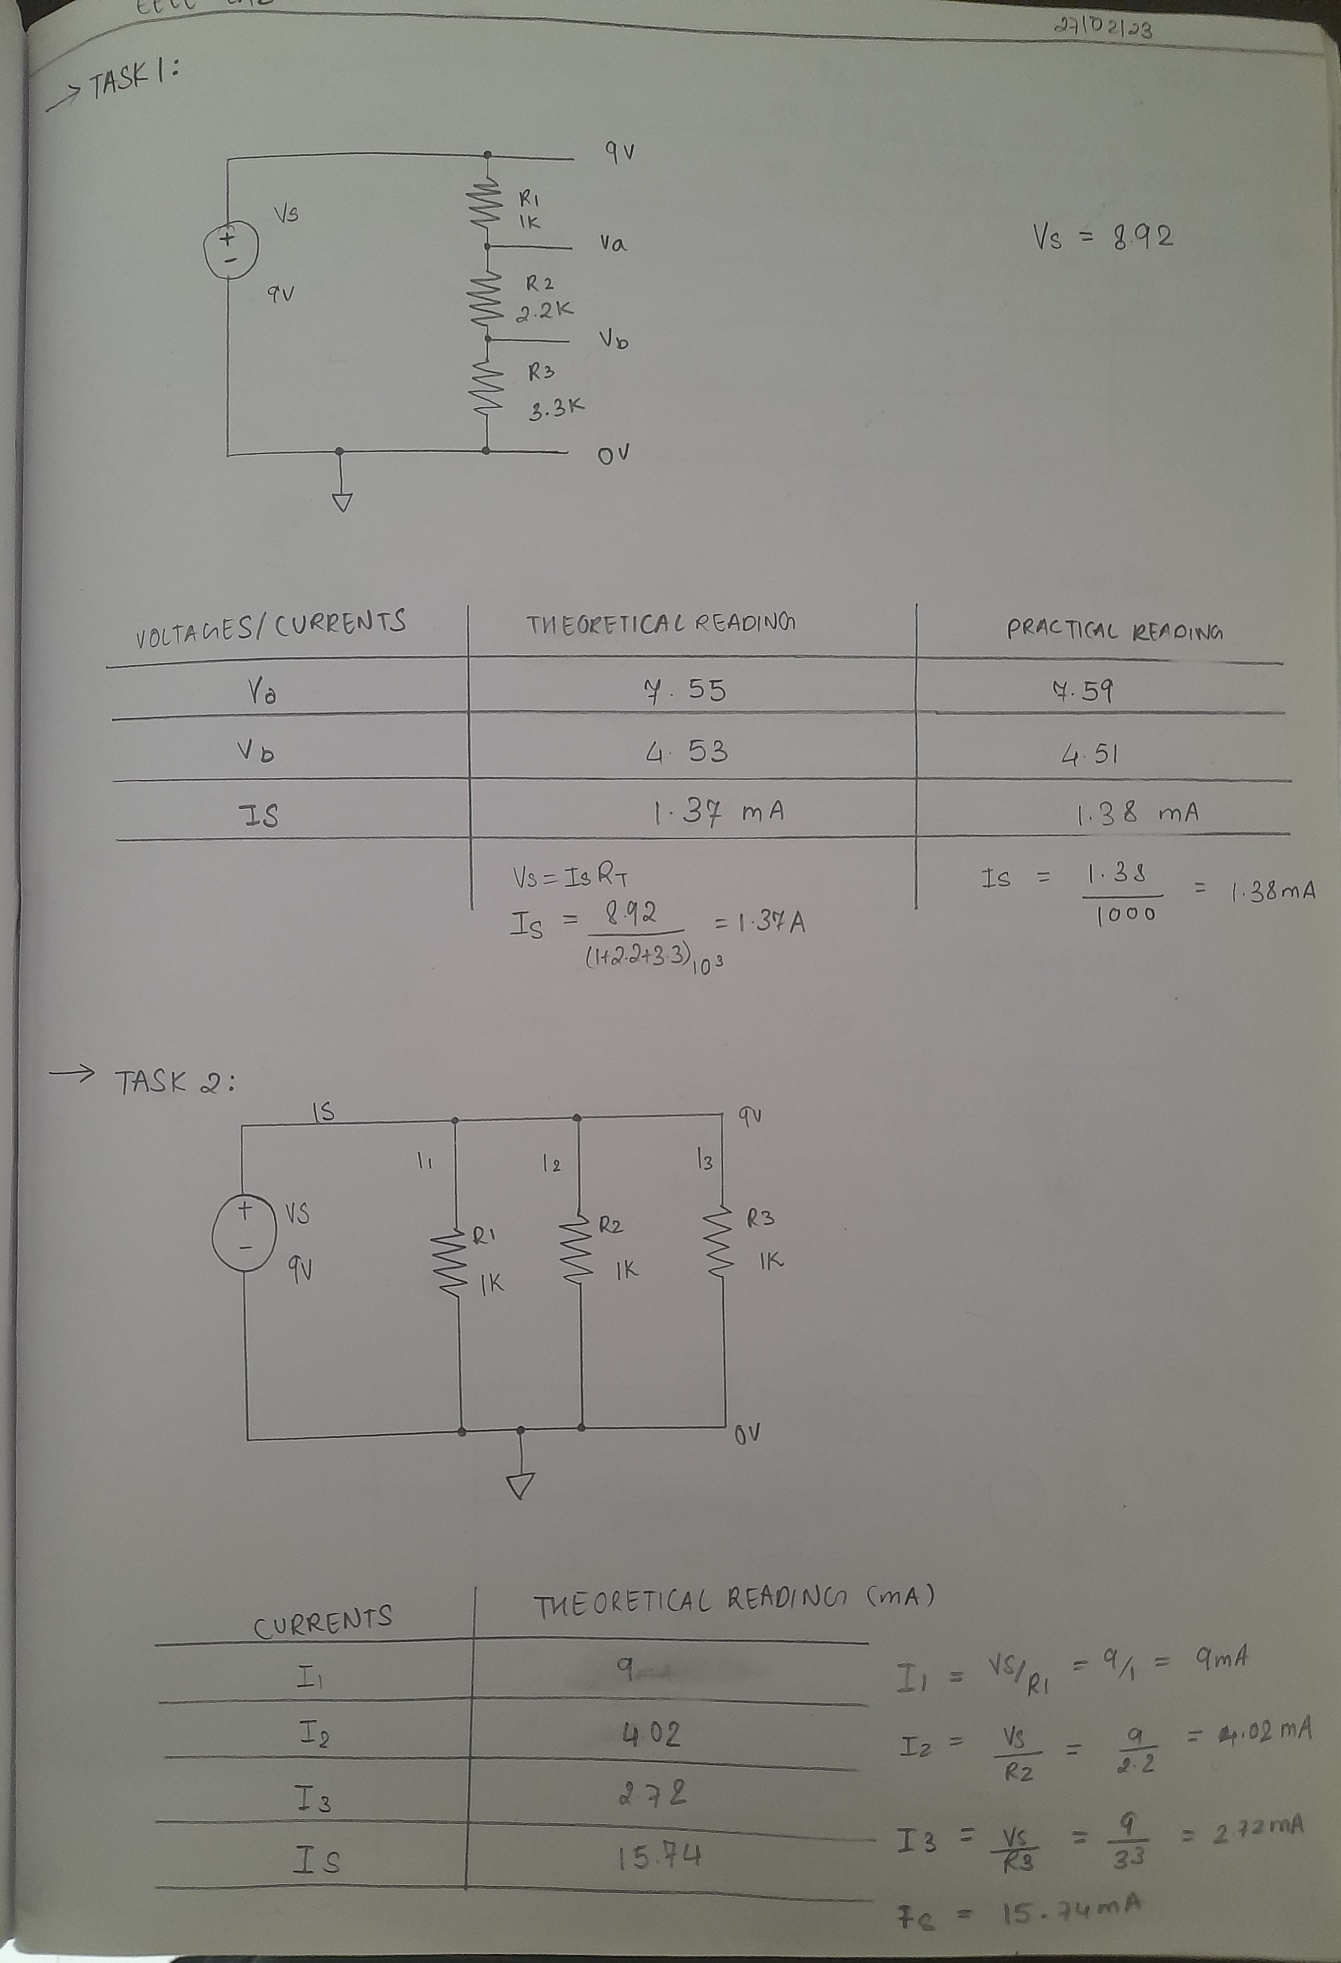 27/02/23
→ TASK 1:
9V
Vs
R1
1K
Vs = 8.92
Va
+
-
9V
R2
2.2K
Vb
R3
3.3K
0V
VOLTAGES/CURRENTS THEORETICAL READING PRACTICAL READING
Va 7.55 7.59
Vb 4.53 4.51
IS 1.37 mA 1.38 mA
Vs = Is RT
Is = 8.92 / (1+2.2+3.3)10³ = 1.37A
Is = 1.38 / 1000 = 1.38mA
→ TASK 2:
IS
9V
I1 I2 I3
+ VS
- 9V
R1
1K
R2
1K
R3
1K
0V
CURRENTS THEORETICAL READING (mA)
I1 9
I2 4.02
I3 2.72
IS 15.74
I1 = VS/R1 = 9/1 = 9mA
I2 = VS/R2 = 9/2.2 = 4.02mA
I3 = VS/R3 = 9/33 = 2.72mA
Is = 15.74mA